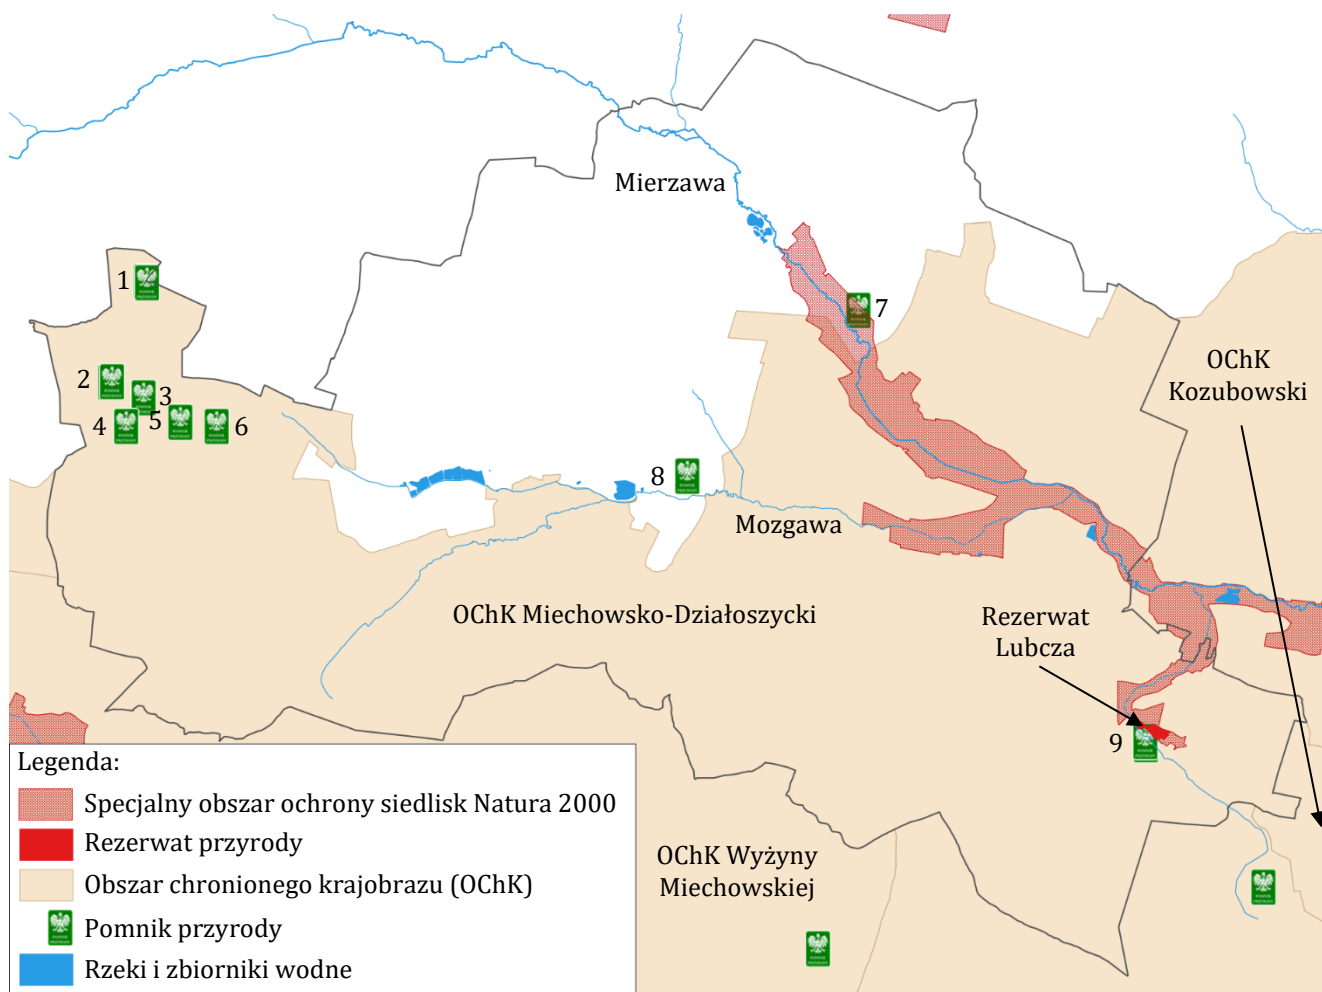 Mierzawa
1
2
3
4
5
6
7
8
OChK
Kozubowski
Mozgawa
OChK Miechowsko-Działoszycki
Rezerwat
Lubcza
9
OChK Wyżyny
Miechowskiej
Legenda:
Specjalny obszar ochrony siedlisk Natura 2000
Rezerwat przyrody
Obszar chronionego krajobrazu (OChK)
Pomnik przyrody
Rzeki i zbiorniki wodne